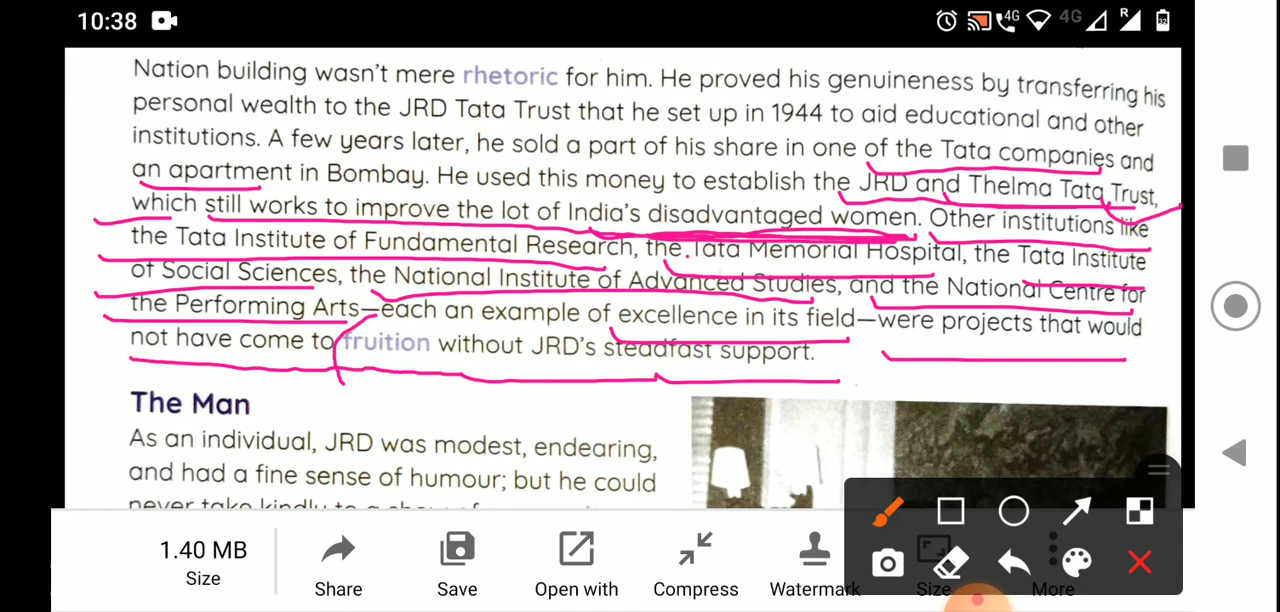 10:38
4G
4G
R
Nation building wasn't mere rhetoric for him. He proved his genuineness by transferring his
personal wealth to the JRD Tata Trust that he set up in 1944 to aid educational and other
institutions. A few years later, he sold a part of his share in one of the Tata companies and
an apartment in Bombay. He used this money to establish the JRD and Thelma Tata Trust,
which still works to improve the lot of India's disadvantaged women. Other institutions like
the Tata Institute of Fundamental Research, the Tata Memorial Hospital, the Tata Institute
of Social Sciences, the National Institute of Advanced Studies, and the National Centre for
the Performing Arts—each an example of excellence in its field—were projects that would
not have come to fruition without JRD's steadfast support.
The Man
As an individual, JRD was modest, endearing,
and had a fine sense of humour; but he could
never take kindly to a show of
1.40 MB
Size
Share
Save
Open with
Compress
Watermark
Size
More